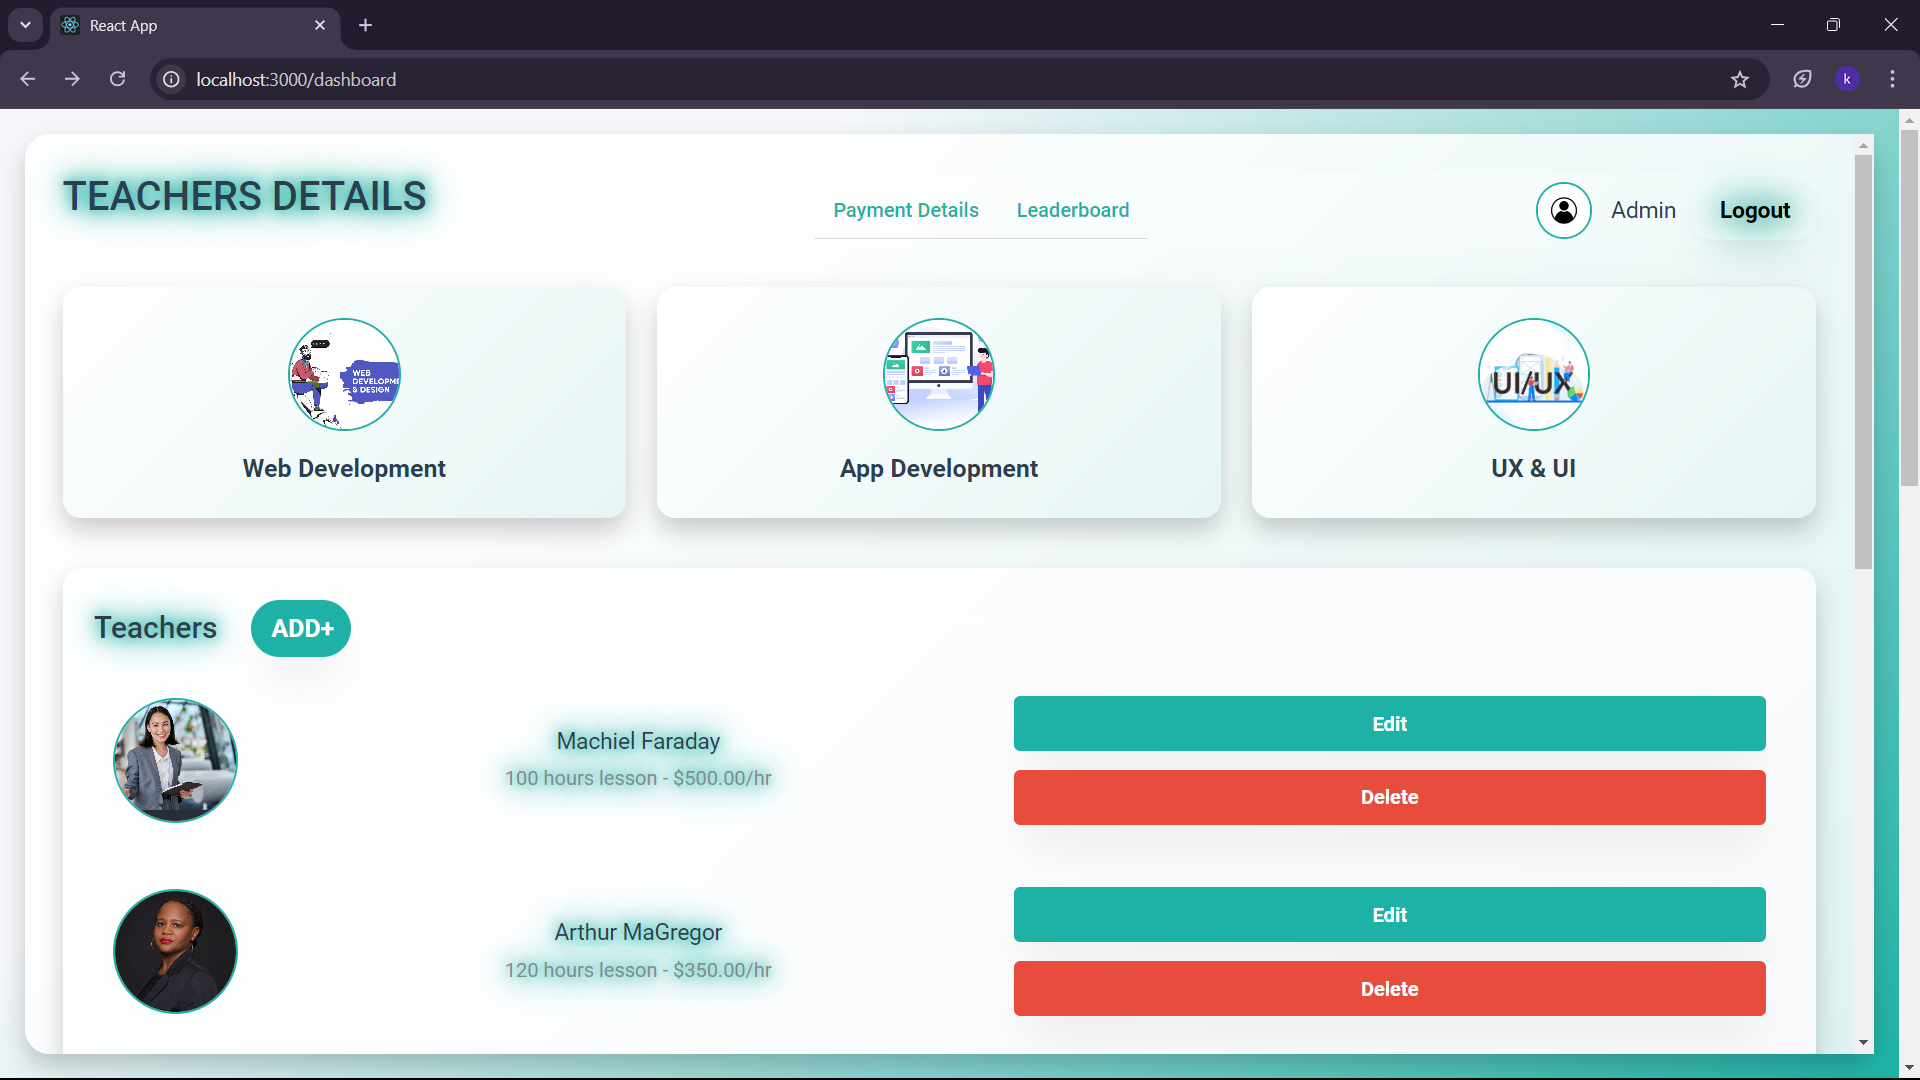 React App
localhost:3000/dashboard
k
TEACHERS DETAILS
Payment Details
Leaderboard
Admin
Logout
WEB
DEVELOPME
& DESIGN
UI/UX
Web Development
App Development
UX & UI
Teachers
ADD+
Machiel Faraday
100 hours lesson - $500.00/hr
Edit
Delete
Arthur MaGregor
120 hours lesson - $350.00/hr
Edit
Delete